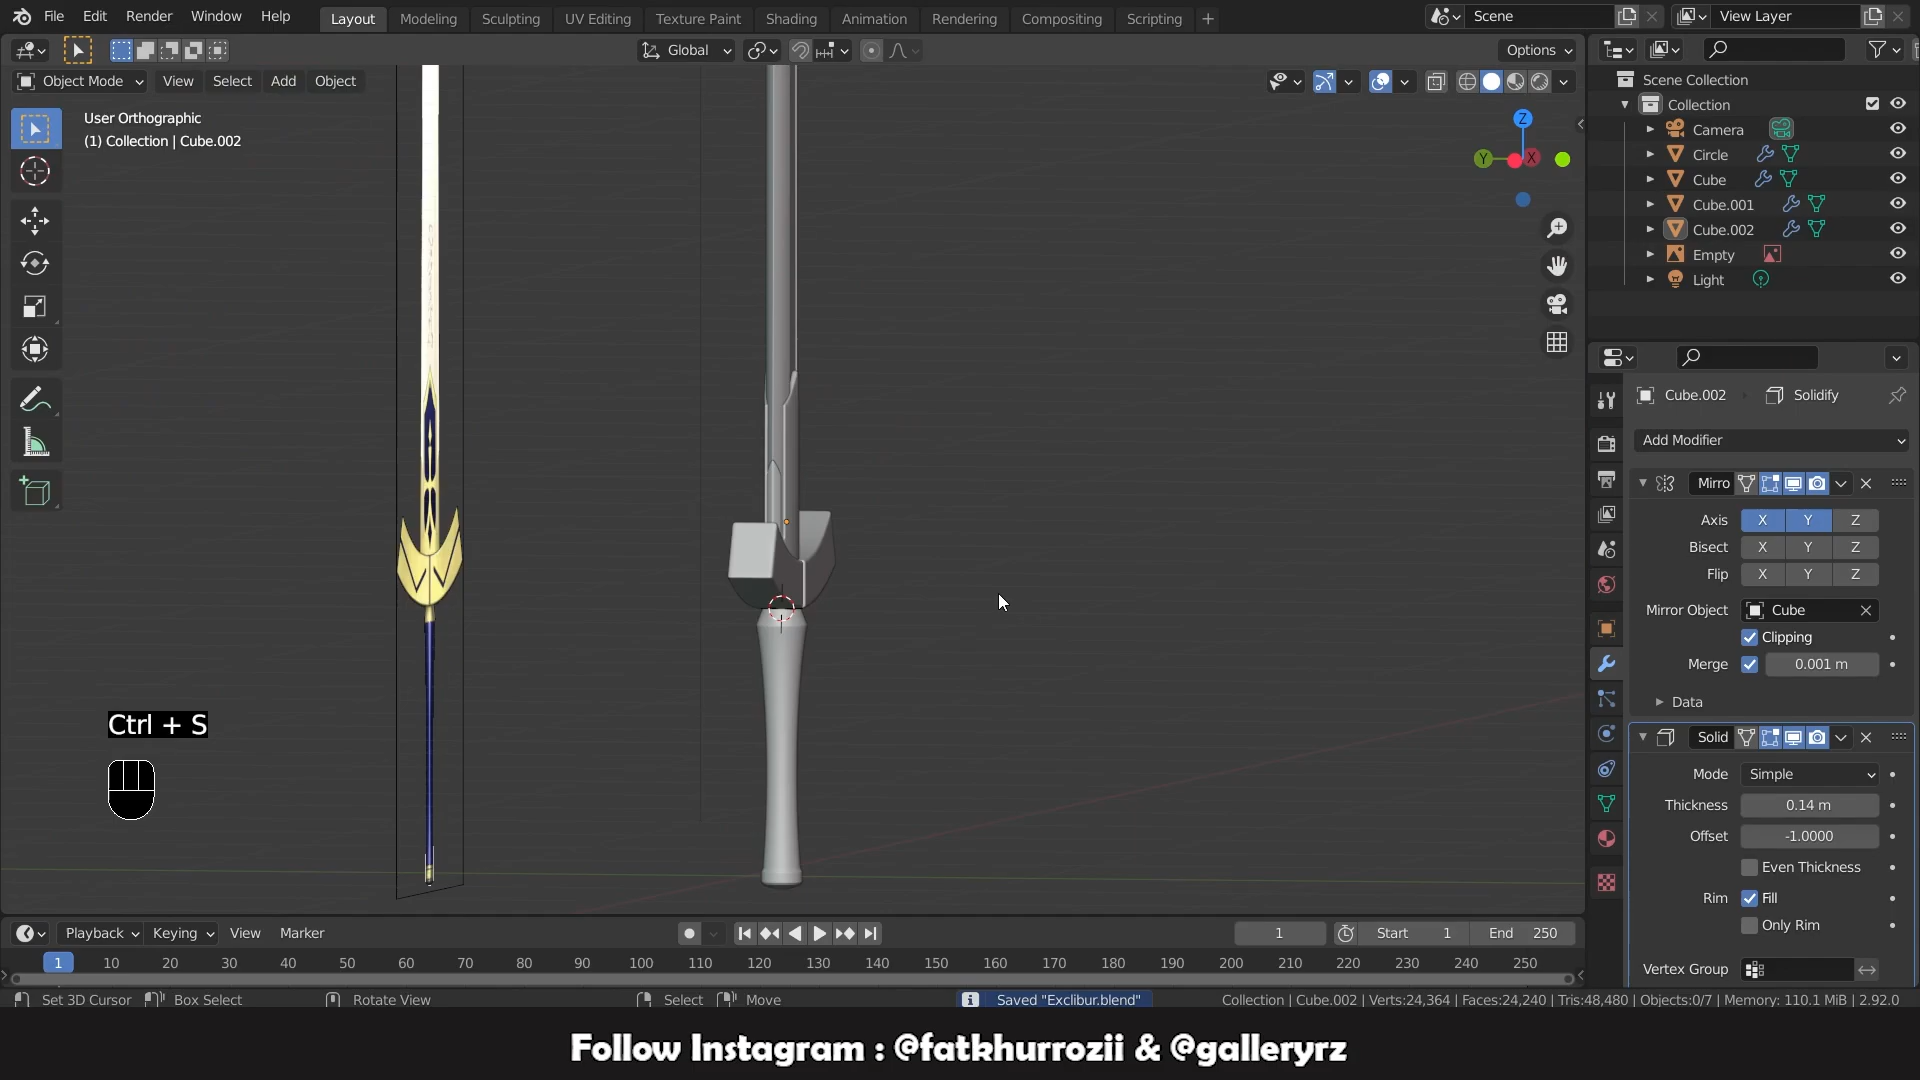 File Edit Render Window Help Layout Modeling Sculpting UV Editing Texture Paint Shading Animation Rendering Compositing Scripting + Scene View Layer
Global Options
Object Mode View Select Add Object
User Orthographic
(1) Collection | Cube.002
Z
Y X
Scene Collection
Collection
Camera
Circle
Cube
Cube.001
Cube.002
Empty
Light
Cube.002 Solidify
Add Modifier
Mirro
Axis X Y Z
Bisect X Y Z
Flip X Y Z
Mirror Object Cube
Clipping
Merge 0.001 m
Data
Solid
Mode Simple
Thickness 0.14 m
Offset -1.0000
Even Thickness
Rim Fill
Only Rim
Vertex Group
Ctrl + S
Playback Keying View Marker 1 Start 1 End 250
1 10 20 30 40 50 60 70 80 90 100 110 120 130 140 150 160 170 180 190 200 210 220 230 240 250
Set 3D Cursor Box Select Rotate View Select Move Saved "Exclibur.blend" Collection | Cube.002 | Verts:24,364 | Faces:24,240 | Tris:48,480 | Objects:0/7 | Memory: 110.1 MiB | 2.92.0
Follow Instagram : @fatkhurrozii & @galleryrz